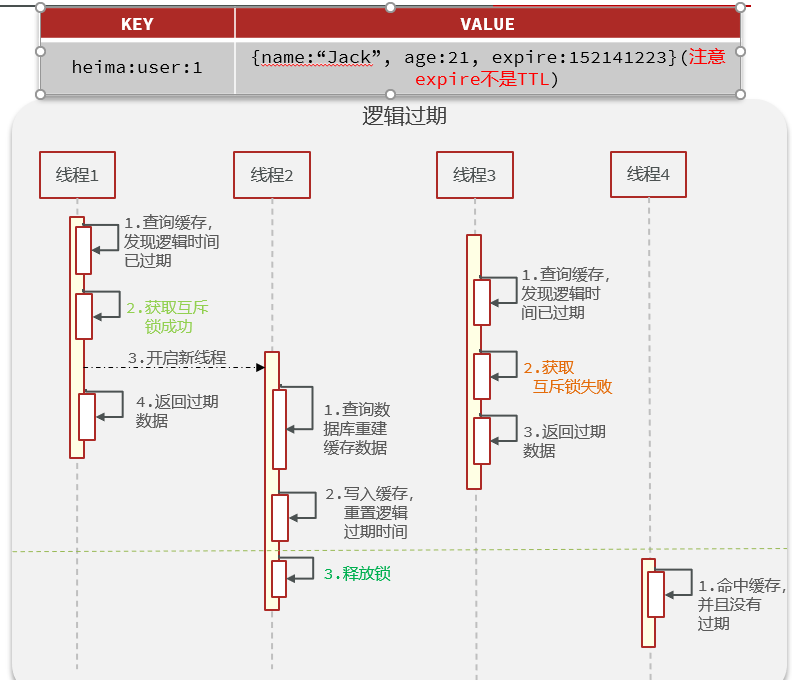 KEY
VALUE
heima:user:1
{name:“Jack”, age:21, expire:152141223}(注意
expire不是TTL)
逻辑过期
线程1
线程2
线程3
线程4
1.查询缓存,
发现逻辑时间
已过期
2.获取互斥
锁成功
3.开启新线程
4.返回过期
数据
1.查询数
据库重建
缓存数据
2.写入缓存,
重置逻辑
过期时间
3.释放锁
1.查询缓存,
发现逻辑时
间已过期
2.获取
互斥锁失败
3.返回过期
数据
1.命中缓存,
并且没有
过期